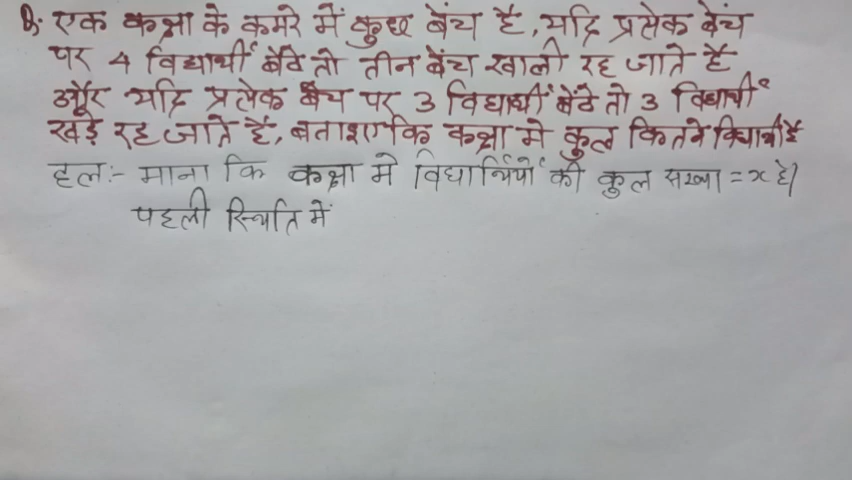 Q. एक कक्षा के कमरे में कुछ बेंच है, यदि प्रत्येक बेंच
पर 4 विद्यार्थी बैठे तो तीन बेंच खाली रह जाते है
और यदि प्रत्येक बेंच पर 3 विद्यार्थी बैठे तो 3 विद्यार्थी
खड़े रह जाते है, बताइए कि कक्षा मे कुल कितने विद्यार्थी है
हल:- माना कि कक्षा मे विद्यार्थियों की कुल संख्या = x है।
पहली स्थिति में